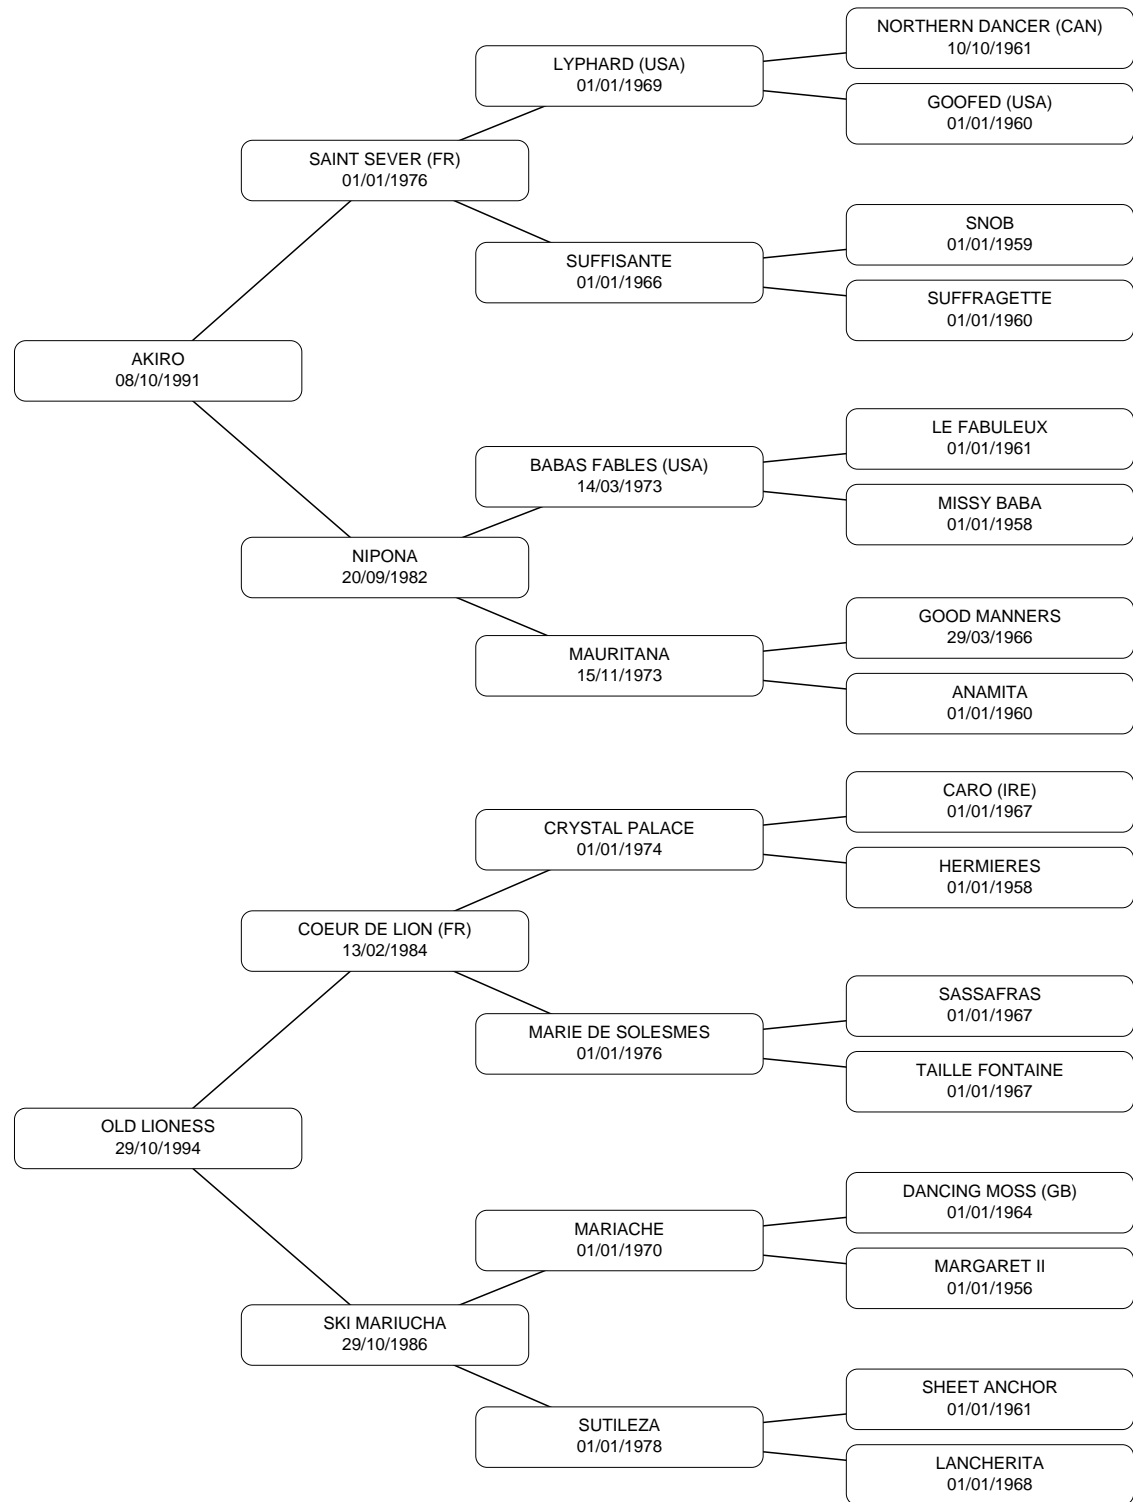 NORTHERN DANCER (CAN)
10/10/1961
LYPHARD (USA)
01/01/1969
GOOFED (USA)
01/01/1960
SAINT SEVER (FR)
01/01/1976
SNOB
01/01/1959
SUFFISANTE
01/01/1966
SUFFRAGETTE
01/01/1960
AKIRO
08/10/1991
LE FABULEUX
01/01/1961
BABAS FABLES (USA)
14/03/1973
MISSY BABA
01/01/1958
NIPONA
20/09/1982
GOOD MANNERS
29/03/1966
MAURITANA
15/11/1973
ANAMITA
01/01/1960
CARO (IRE)
01/01/1967
CRYSTAL PALACE
01/01/1974
HERMIERES
01/01/1958
COEUR DE LION (FR)
13/02/1984
SASSAFRAS
01/01/1967
MARIE DE SOLESMES
01/01/1976
TAILLE FONTAINE
01/01/1967
OLD LIONESS
29/10/1994
DANCING MOSS (GB)
01/01/1964
MARIACHE
01/01/1970
MARGARET II
01/01/1956
SKI MARIUCHA
29/10/1986
SHEET ANCHOR
01/01/1961
SUTILEZA
01/01/1978
LANCHERITA
01/01/1968